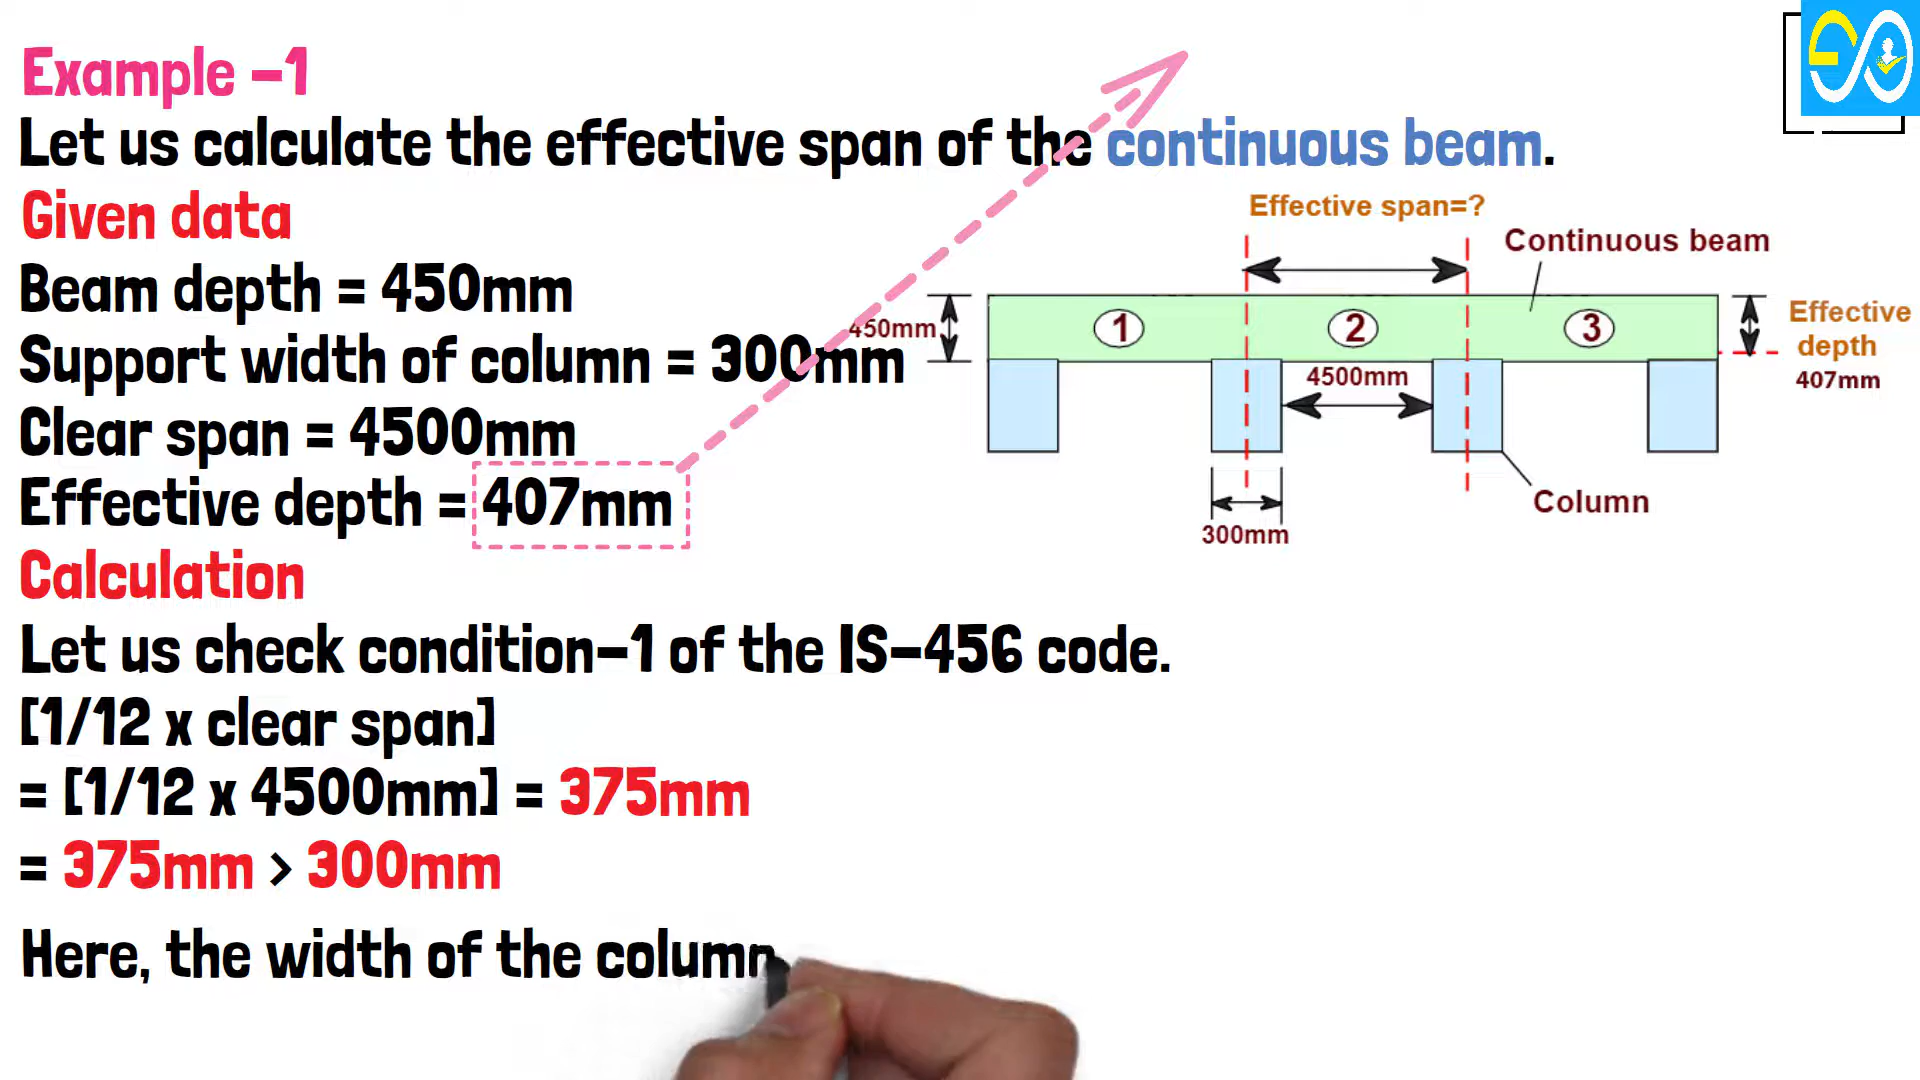 Example -1
Let us calculate the effective span of the continuous beam.
Given data
Beam depth = 450mm
Support width of column = 300mm
Clear span = 4500mm
Effective depth = 407mm
Calculation
Let us check condition-1 of the IS-456 code.
[1/12 x clear span]
= [1/12 x 4500mm] = 375mm
= 375mm > 300mm
Here, the width of the column
Effective span=?
Continuous beam
450mm
1
2
3
Effective
depth
407mm
4500mm
Column
300mm